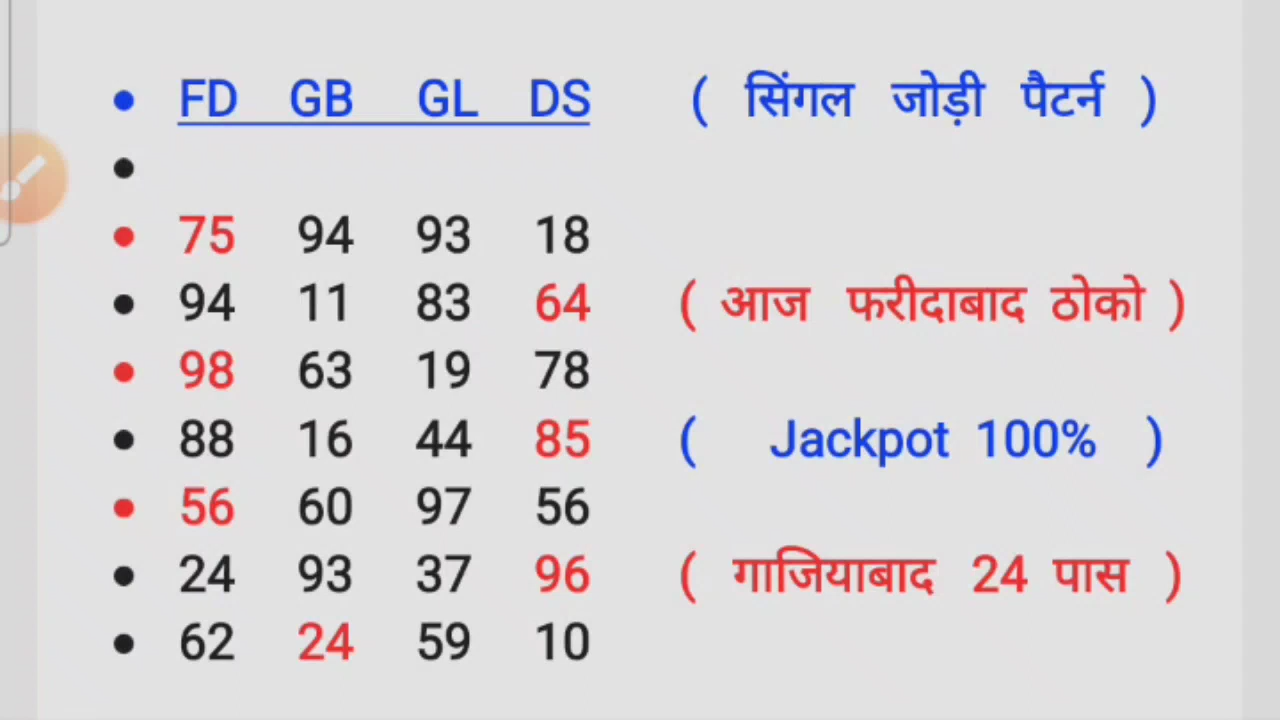 FD GB GL DS ( सिंगल जोड़ी पैटर्न )
75 94 93 18
94 11 83 64 ( आज फरीदाबाद ठोको )
98 63 19 78
88 16 44 85 ( Jackpot 100% )
56 60 97 56
24 93 37 96 ( गाजियाबाद 24 पास )
62 24 59 10